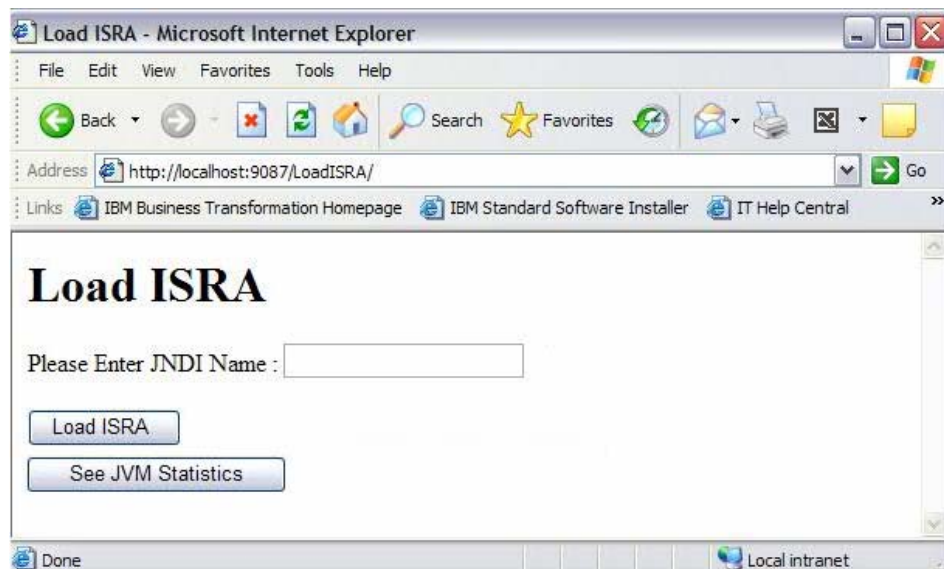 Load ISRA - Microsoft Internet Explorer
File Edit View Favorites Tools Help
Back Search Favorites
Address http://localhost:9087/LoadISRA/ Go
Links IBM Business Transformation Homepage IBM Standard Software Installer IT Help Central »
Load ISRA
Please Enter JNDI Name :
Load ISRA
See JVM Statistics
Done Local intranet